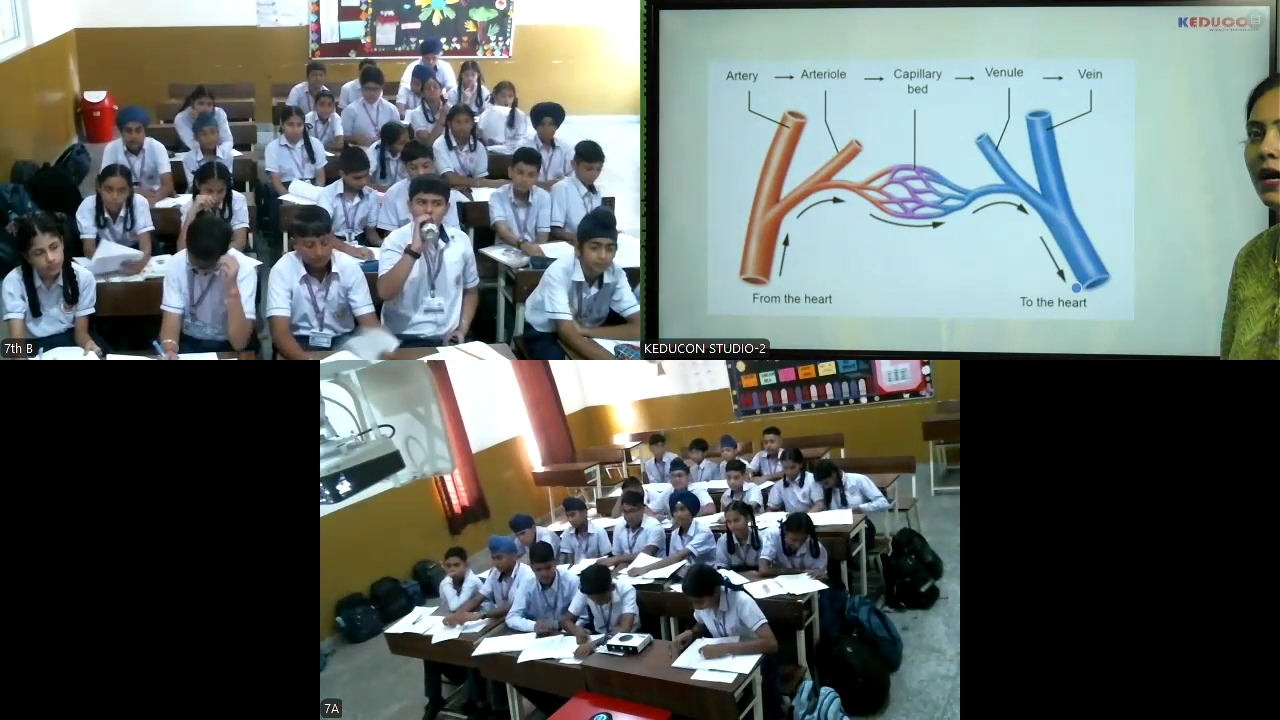 KEDUCON
Artery → Arteriole → Capillary bed → Venule → Vein
From the heart
To the heart
7th B
KEDUCON STUDIO-2
7A